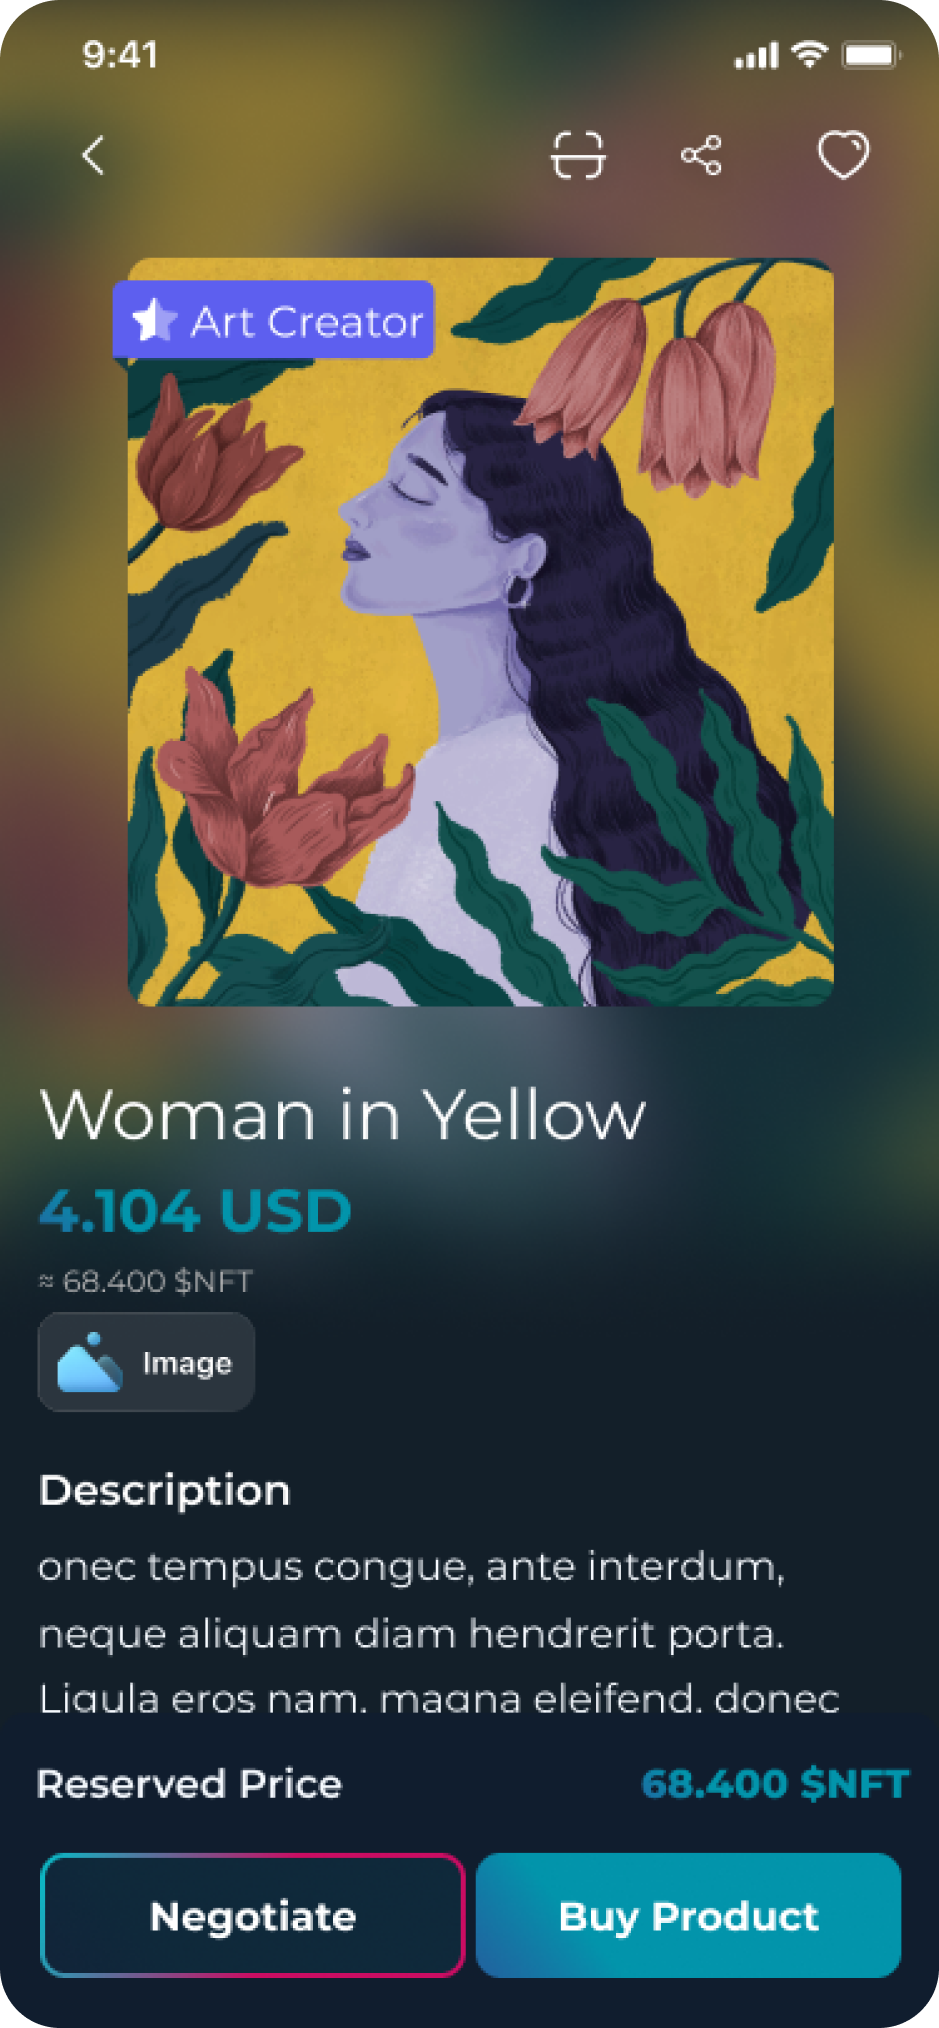 9:41
Art Creator
Woman in Yellow
4.104 USD
≈ 68.400 $NFT
Image
Description
onec tempus congue, ante interdum,
neque aliquam diam hendrerit porta.
Ligula eros nam. magna eleifend. donec
Reserved Price 68.400 $NFT
Negotiate Buy Product